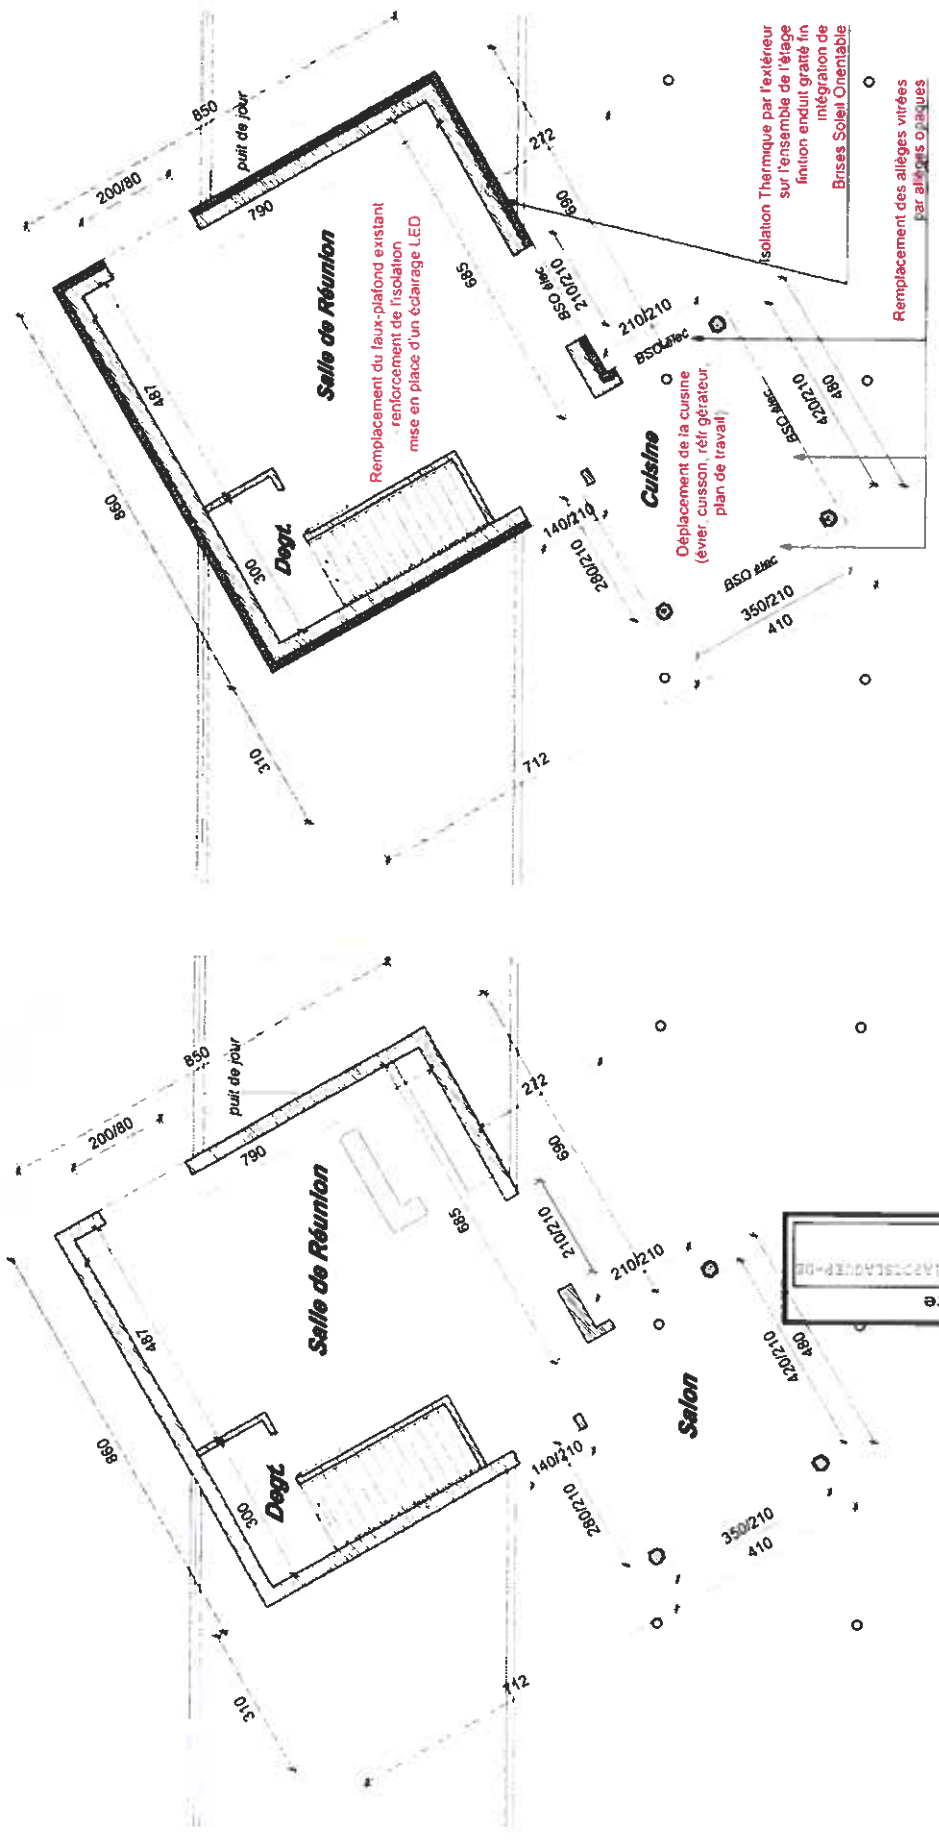 850
200/80
puit de jour
790
Salle de Réunion
487
860
Remplacement du faux-plafond existant
renforcement de l'isolation
mise en place d'un éclairage LED
685
272
690
BSO élec
210/210
210/210
BSO élec
Isolation Thermique par l'extérieur
sur l'ensemble de l'étage
finition enduit gratté fin
intégration de
Brises Soleil Orientable
Remplacement des allèges vitrées
par allèges opaques
300
Degt.
140/210
280/210
Cuisine
Déplacement de la cuisine
(évier, cuisson, réfrigérateur,
plan de travail)
BSO élec
420/210
480
BSO élec
350/210
410
310
712
850
200/80
puit de jour
790
Salle de Réunion
487
860
685
272
690
210/210
210/210
300
Degt.
140/210
280/210
Salon
420/210
480
350/210
410
310
712
re